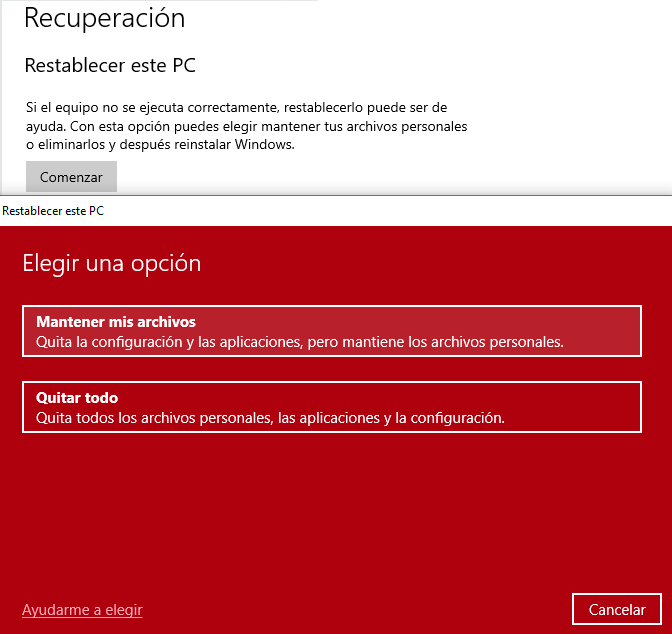 Recuperación
Restablecer este PC
Si el equipo no se ejecuta correctamente, restablecerlo puede ser de
ayuda. Con esta opción puedes elegir mantener tus archivos personales
o eliminarlos y después reinstalar Windows.
Comenzar
Restablecer este PC
Elegir una opción
Mantener mis archivos
Quita la configuración y las aplicaciones, pero mantiene los archivos personales.
Quitar todo
Quita todos los archivos personales, las aplicaciones y la configuración.
Ayudarme a elegir
Cancelar